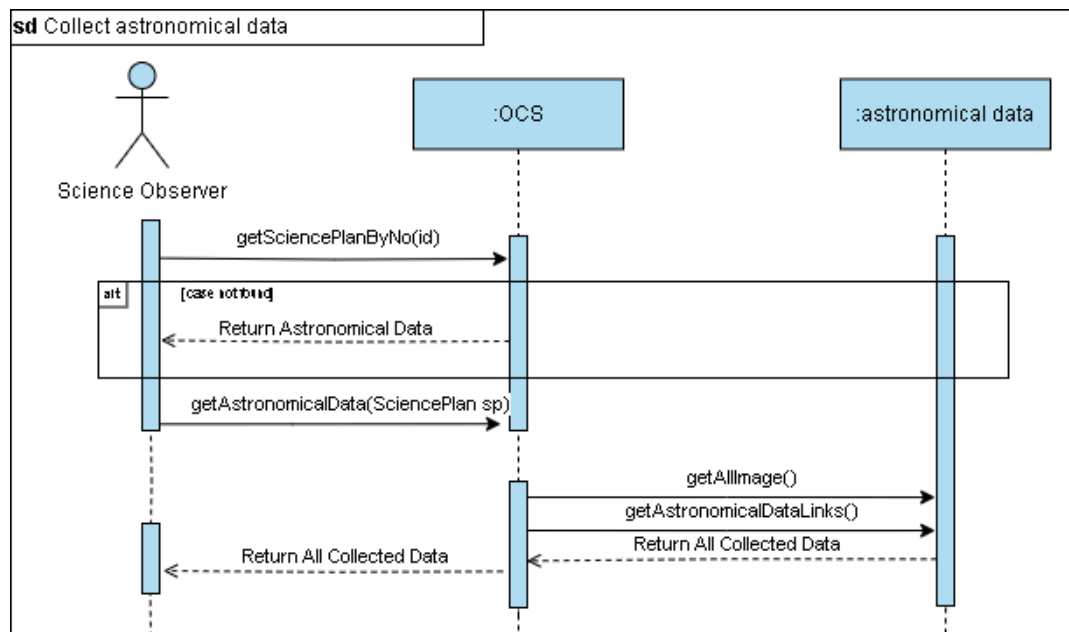 sd Collect astronomical data
:OCS
:astronomical data
Science Observer
getSciencePlanByNo(id)
alt
[case not found]
Return Astronomical Data
getAstronomicalData(SciencePlan sp)
getAllImage()
getAstronomicalDataLinks()
Return All Collected Data
Return All Collected Data